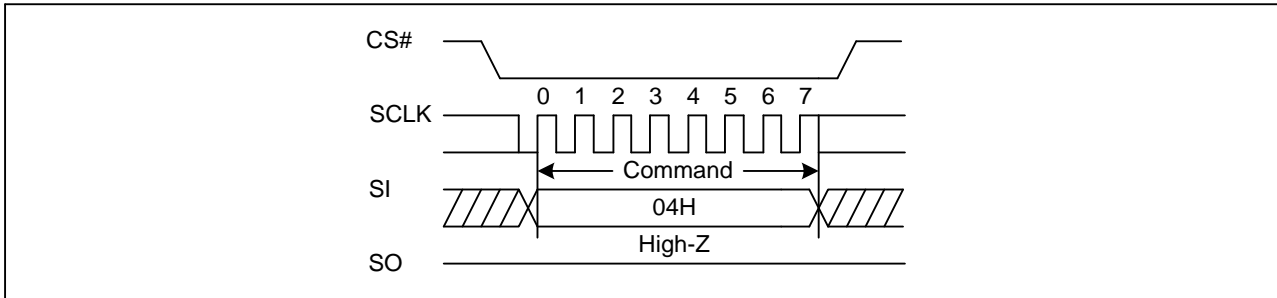 CS#
0 1 2 3 4 5 6 7
SCLK
Command
SI
04H
High-Z
SO